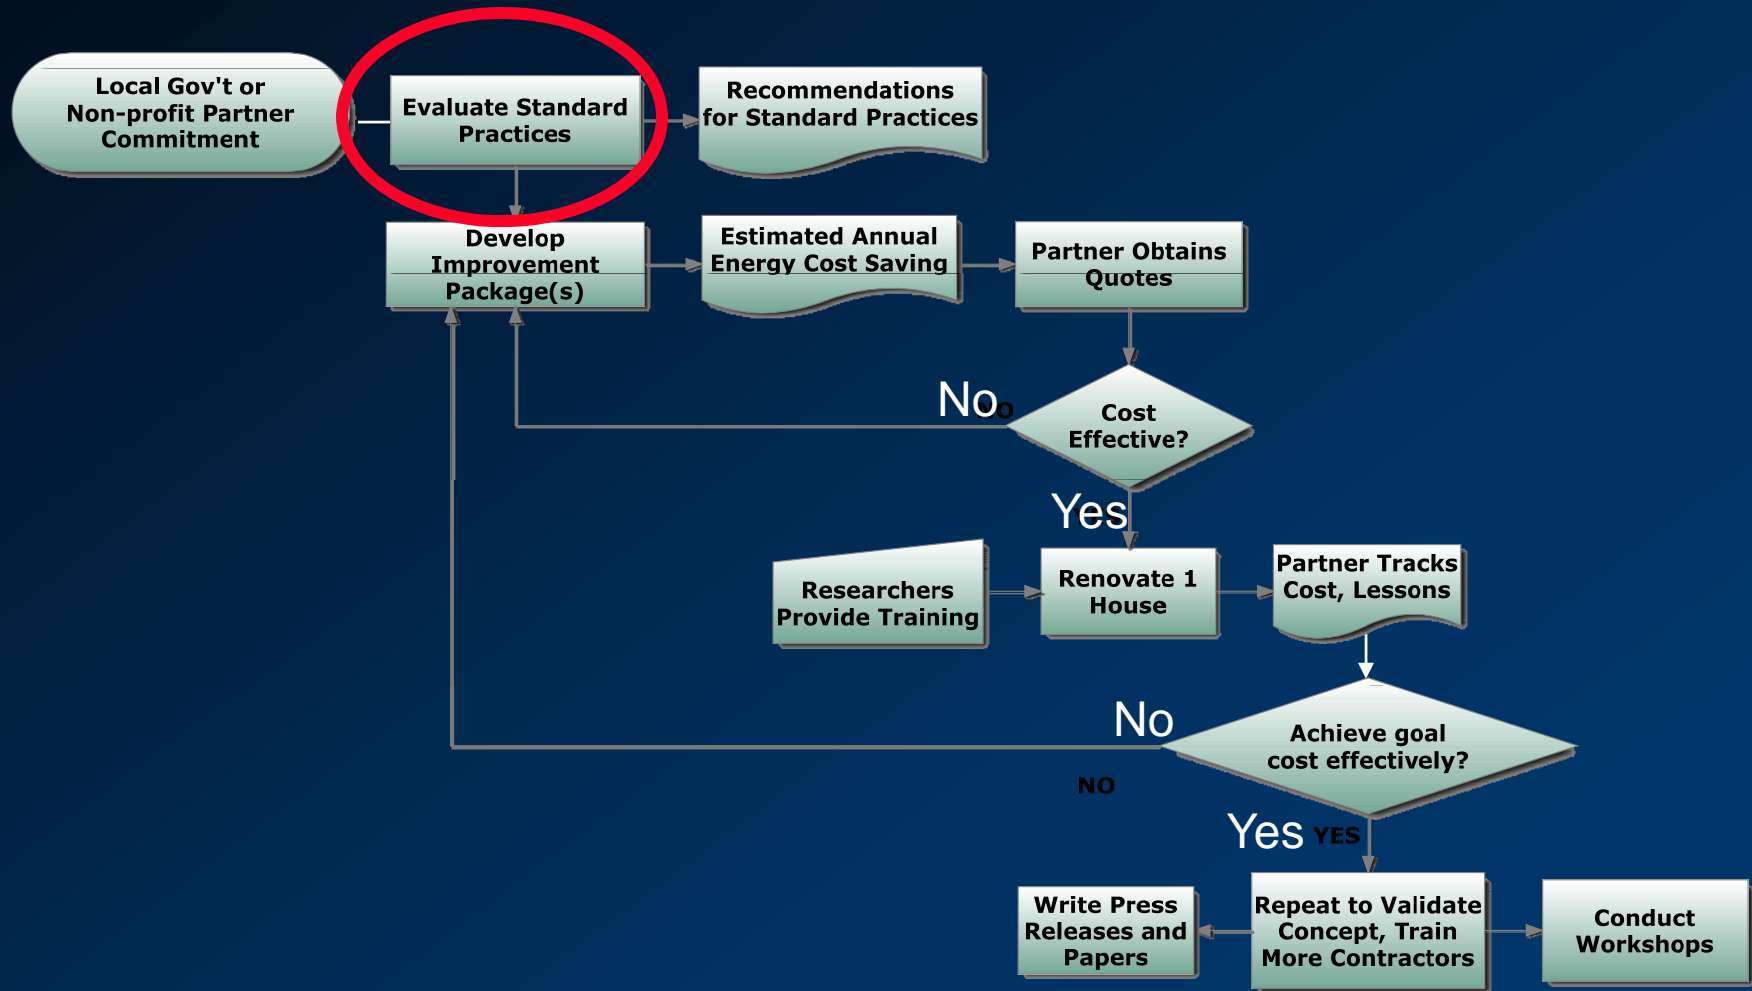 Local Gov't or
Non-profit Partner
Commitment
Evaluate Standard
Practices
Recommendations
for Standard Practices
Develop
Improvement
Package(s)
Estimated Annual
Energy Cost Saving
Partner Obtains
Quotes
No
NO
Cost
Effective?
Yes
Researchers
Provide Training
Renovate 1
House
Partner Tracks
Cost, Lessons
No
Achieve goal
cost effectively?
NO
Yes
YES
Write Press
Releases and
Papers
Repeat to Validate
Concept, Train
More Contractors
Conduct
Workshops